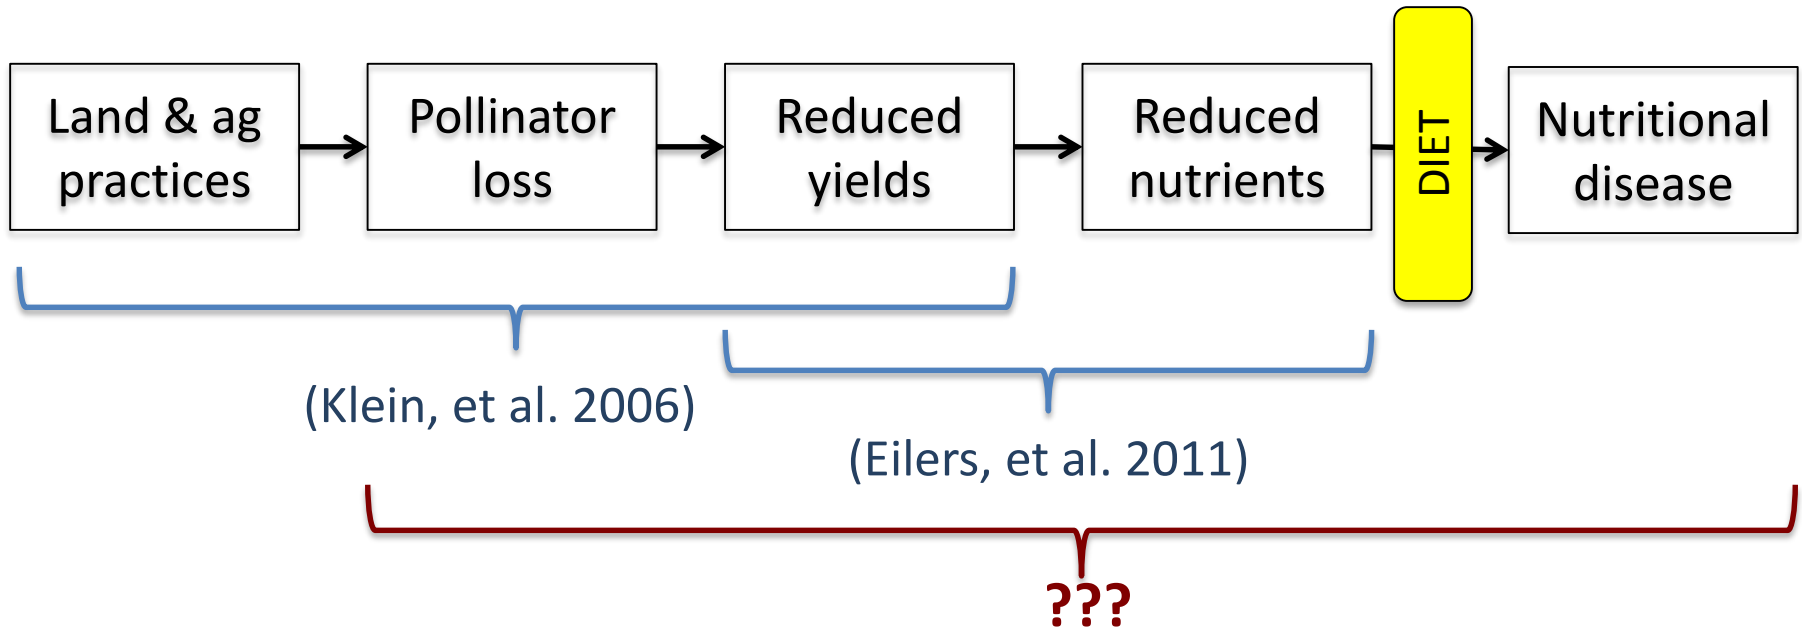 Land & ag
practices
Pollinator
loss
Reduced
yields
Reduced
nutrients
DIET
Nutritional
disease
(Klein, et al. 2006)
(Eilers, et al. 2011)
???